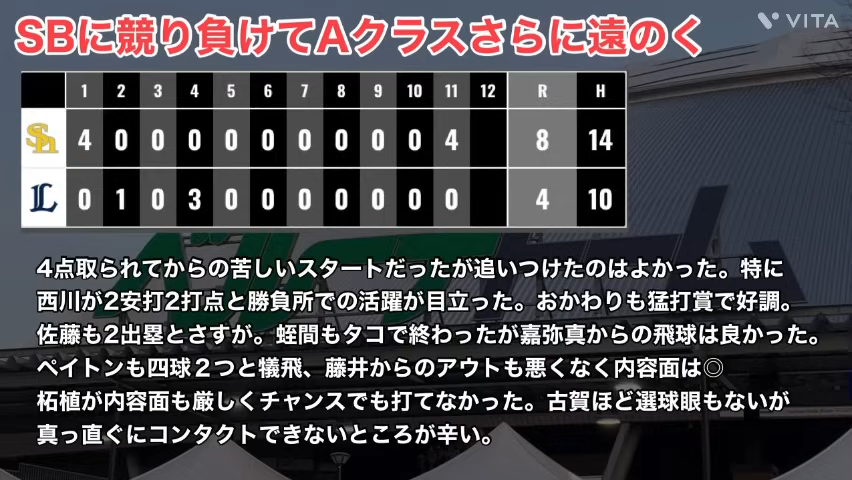 SBに競り負けてAクラスさらに遠のく
VITA
1 2 3 4 5 6 7 8 9 10 11 12 R H
Sh 4 0 0 0 0 0 0 0 0 0 4 8 14
L 0 1 0 3 0 0 0 0 0 0 0 4 10
4点取られてからの苦しいスタートだったが追いつけたのはよかった。特に
西川が2安打2打点と勝負所での活躍が目立った。おかわりも猛打賞で好調。
佐藤も2出塁とさすが。蛭間もタコで終わったが嘉弥真からの飛球は良かった。
ペイトンも四球２つと犠飛、藤井からのアウトも悪くなく内容面は◎
柘植が内容面も厳しくチャンスでも打てなかった。古賀ほど選球眼もないが
真っ直ぐにコンタクトできないところが辛い。